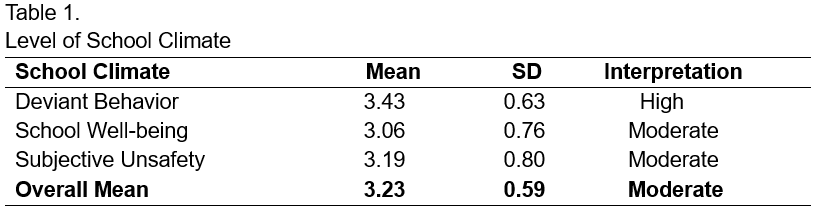 Table 1.
Level of School Climate
School Climate Mean SD Interpretation
Deviant Behavior 3.43 0.63 High
School Well-being 3.06 0.76 Moderate
Subjective Unsafety 3.19 0.80 Moderate
Overall Mean 3.23 0.59 Moderate